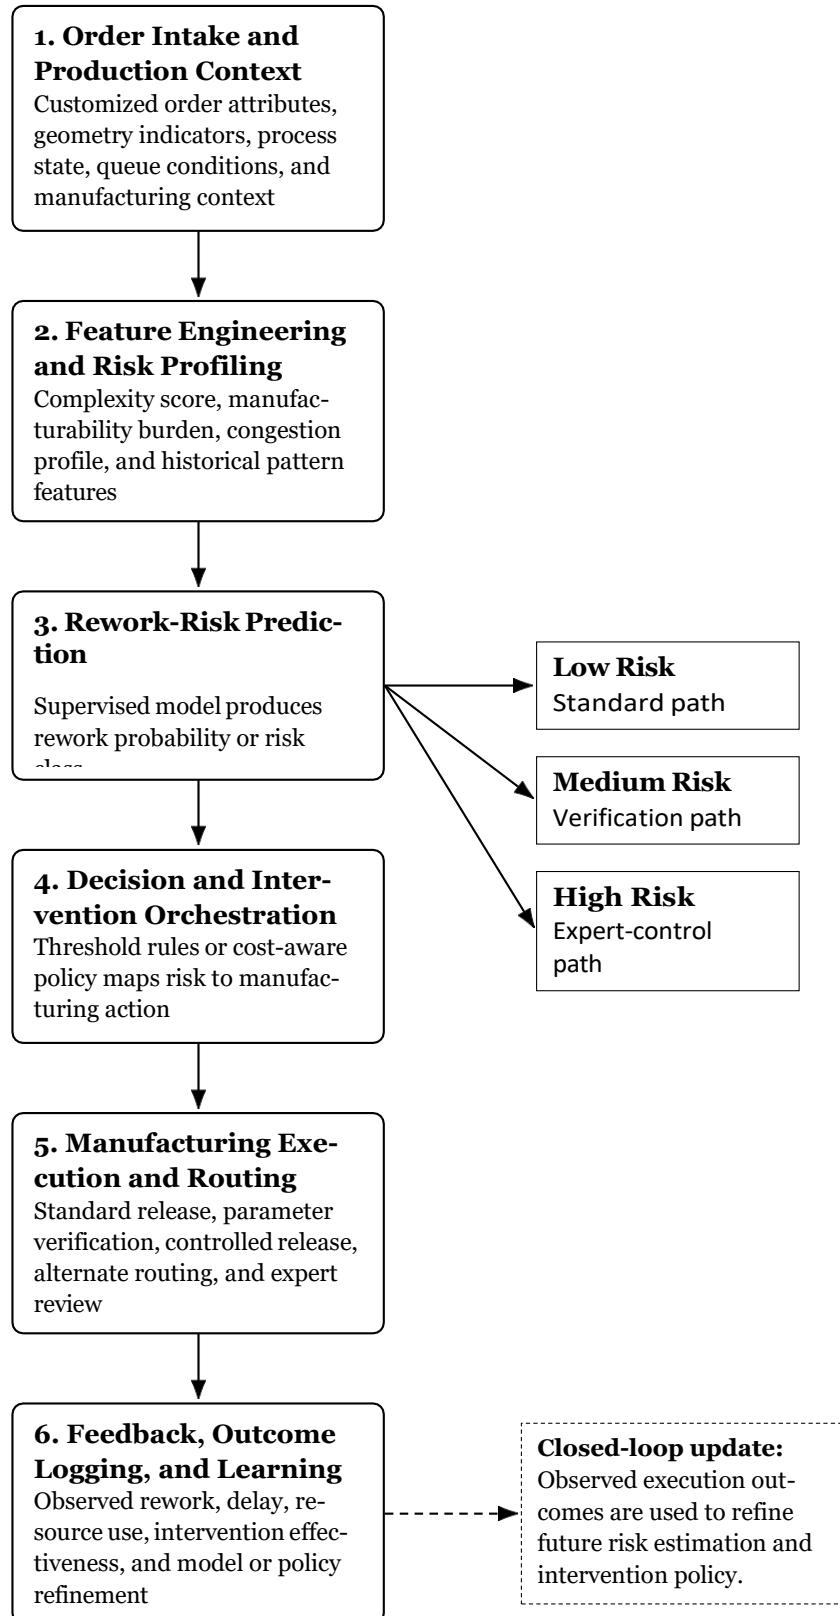 1. Order Intake and
Production Context
Customized order attributes,
geometry indicators, process
state, queue conditions, and
manufacturing context
2. Feature Engineering
and Risk Profiling
Complexity score, manufac-
turability burden, congestion
profile, and historical pattern
features
3. Rework-Risk Predic-
tion
Supervised model produces
rework probability or risk
Low Risk
Standard path
Medium Risk
Verification path
High Risk
Expert-control
path
4. Decision and Inter-
vention Orchestration
Threshold rules or cost-aware
policy maps risk to manufac-
turing action
5. Manufacturing Exe-
cution and Routing
Standard release, parameter
verification, controlled release,
alternate routing, and expert
review
6. Feedback, Outcome
Logging, and Learning
Observed rework, delay, re-
source use, intervention effec-
tiveness, and model or policy
refinement
Closed-loop update:
Observed execution out-
comes are used to refine
future risk estimation and
intervention policy.